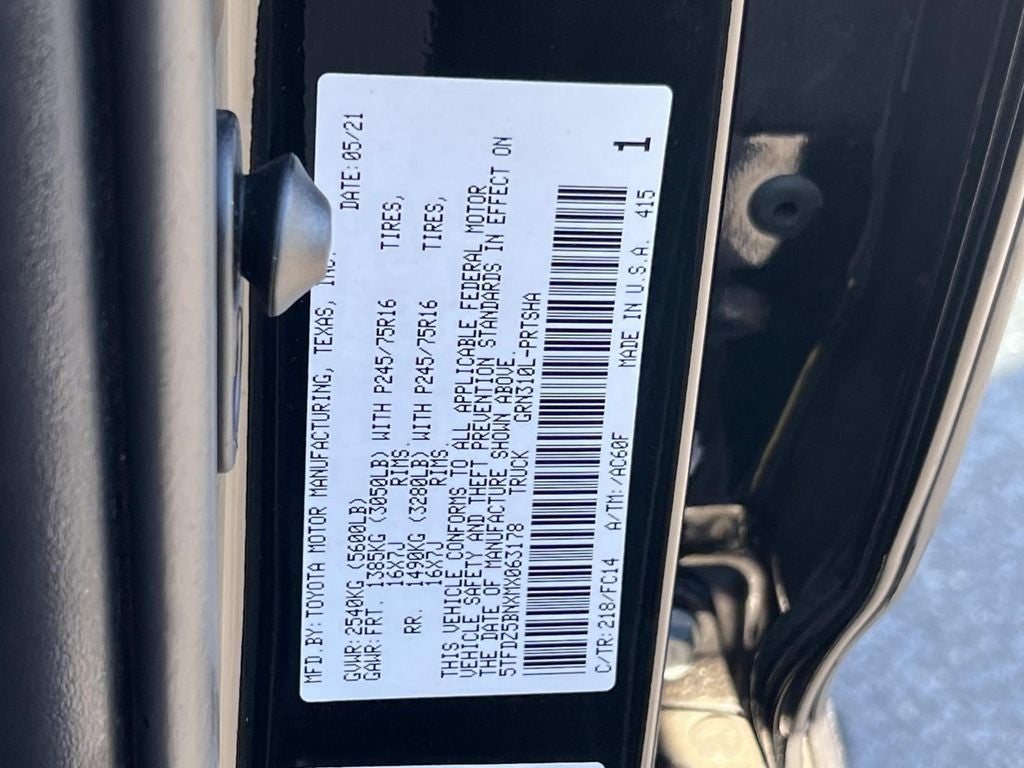 MFD.BY:TOYOTA MOTOR MANUFACTURING, TEXAS, INC. DATE:05/21
GVWR:2540KG (5600LB)
GAWR:FRT. 1385KG (3050LB) WITH P245/75R16 TIRES,
16X7J RIMS.
RR. 1490KG (3280LB) WITH P245/75R16 TIRES,
16X7J RIMS.
THIS VEHICLE CONFORMS TO ALL APPLICABLE FEDERAL MOTOR
VEHICLE SAFETY AND THEFT PREVENTION STANDARDS IN EFFECT ON
THE DATE OF MANUFACTURE SHOWN ABOVE.
5TFDZ5BNXMX063178 TRUCK GRN310L-PRTSHA
C/TR:218/FC14 A/TM:/AC60F MADE IN U.S.A. 415
1